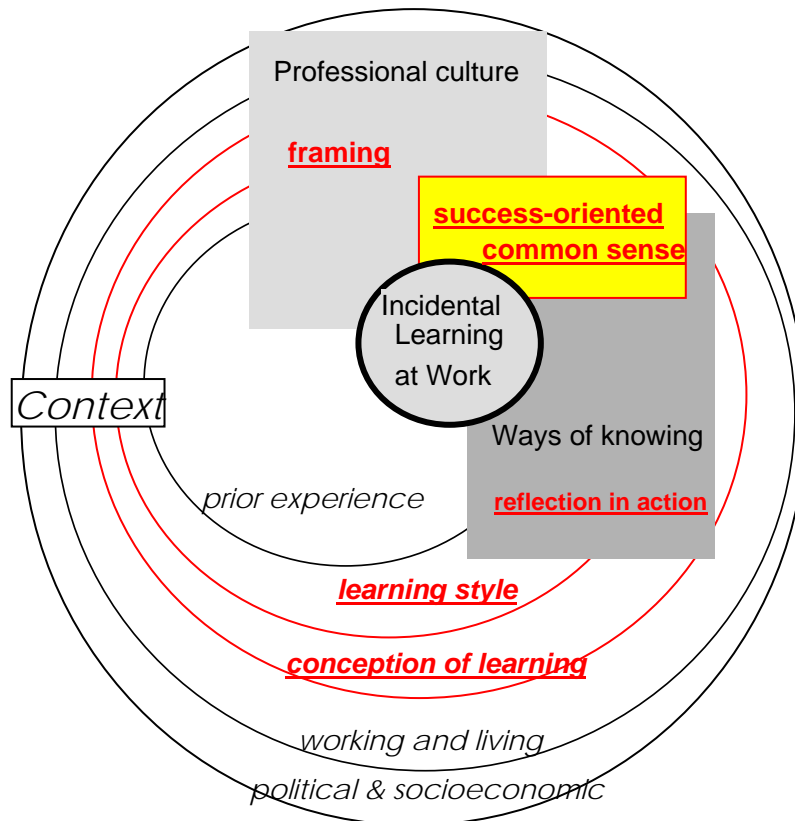 Professional culture
framing
success-oriented
common sense
Incidental
Learning
at Work
Context
Ways of knowing
prior experience
reflection in action
learning style
conception of learning
working and living
political & socioeconomic